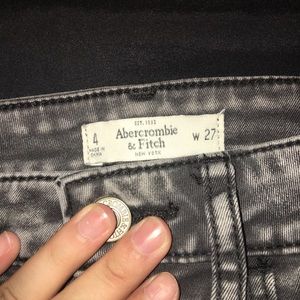 EST. 1892
Abercrombie
& Fitch
NEW YORK
4
MADE IN
CHINA
W 27